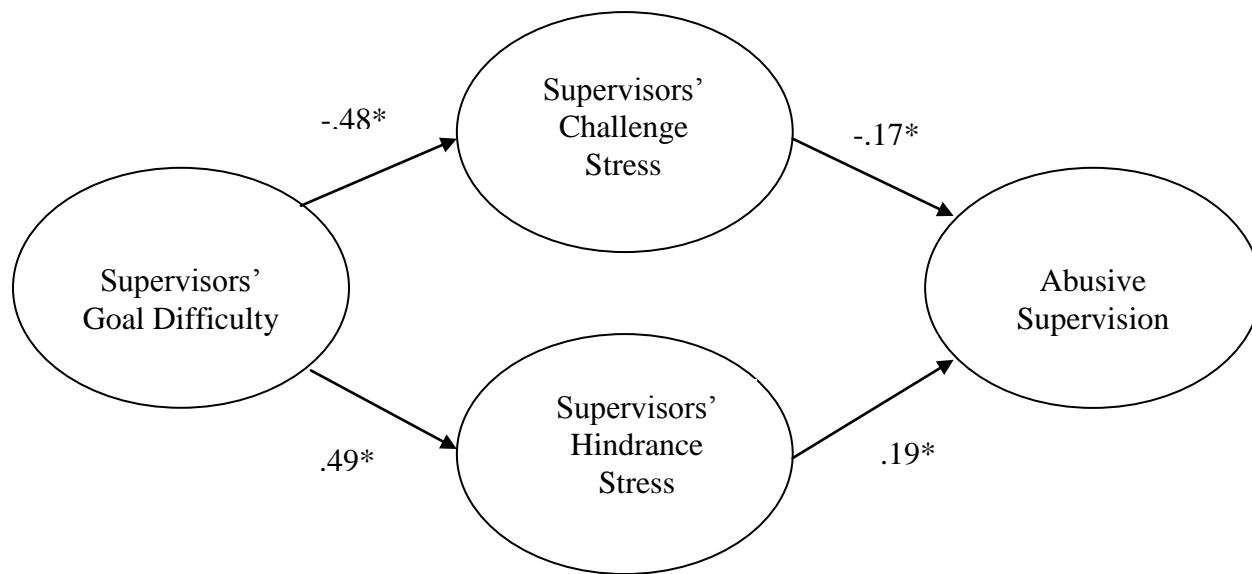 Supervisors’
Challenge
Stress
-.48*
-.17*
Supervisors’
Goal Difficulty
Abusive
Supervision
Supervisors’
Hindrance
Stress
.49*
.19*